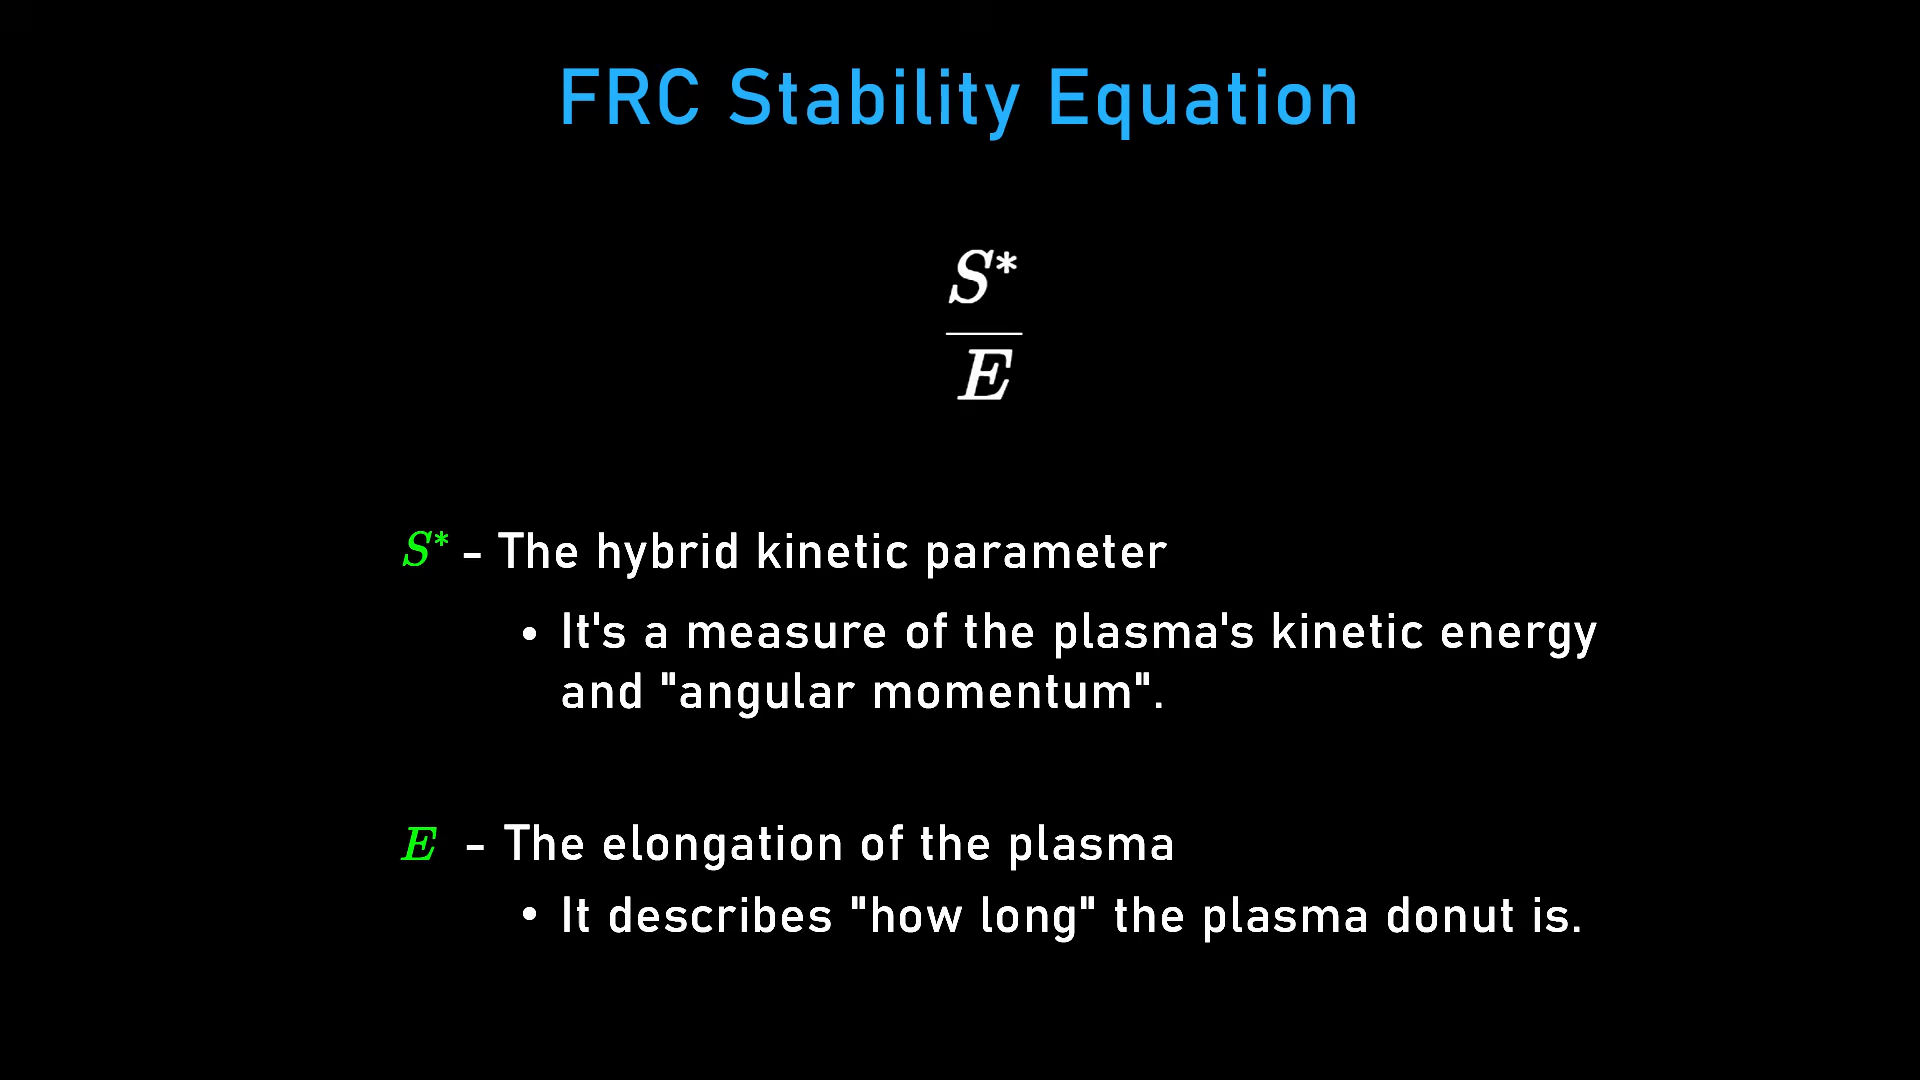 FRC Stability Equation
S*
E
S* - The hybrid kinetic parameter
• It's a measure of the plasma's kinetic energy
and "angular momentum".
E - The elongation of the plasma
• It describes "how long" the plasma donut is.